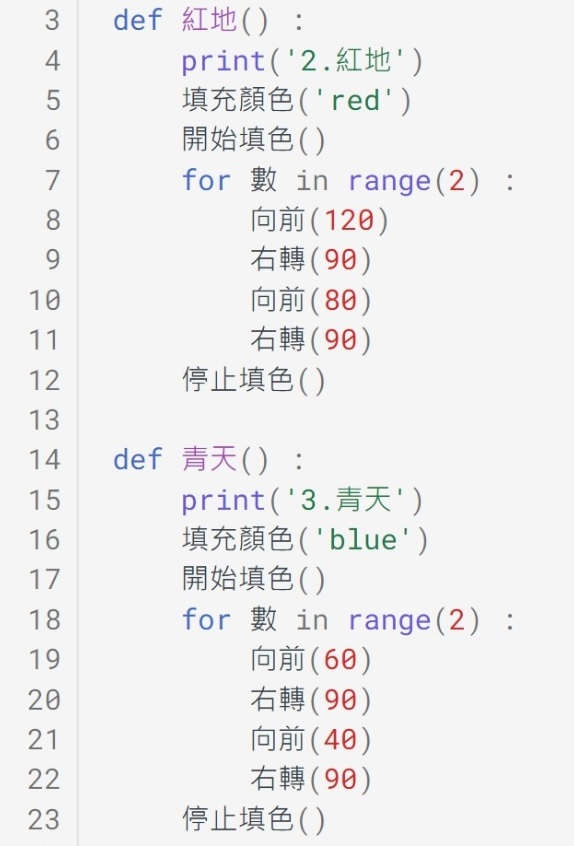 3 def 紅地() :
4     print('2.紅地')
5     填充顏色('red')
6     開始填色()
7     for 數 in range(2) :
8         向前(120)
9         右轉(90)
10         向前(80)
11         右轉(90)
12     停止填色()
13
14 def 青天() :
15     print('3.青天')
16     填充顏色('blue')
17     開始填色()
18     for 數 in range(2) :
19         向前(60)
20         右轉(90)
21         向前(40)
22         右轉(90)
23     停止填色()